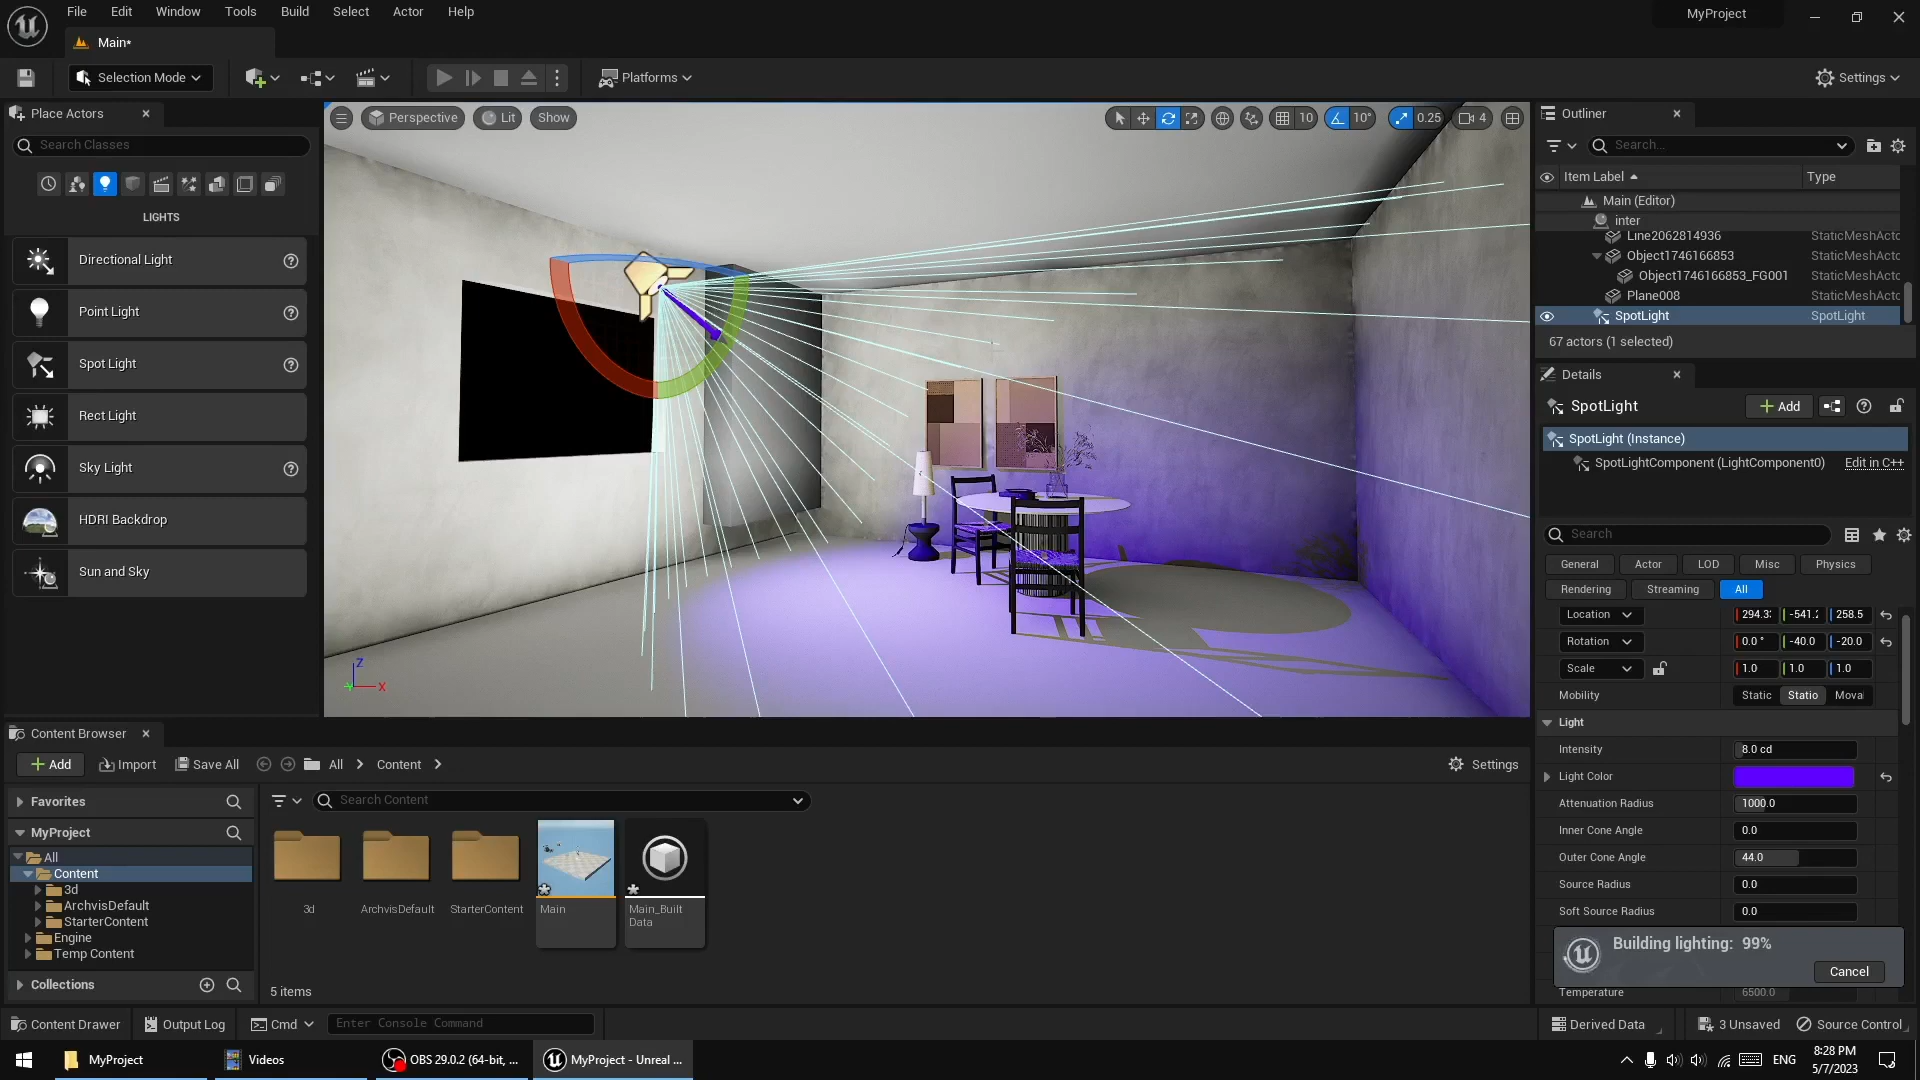 File Edit Window Tools Build Select Actor Help
MyProject
Main*
Selection Mode
Platforms
Settings
Place Actors
Perspective
Lit
Show
10
10°
0.25
4
Outliner
Search Classes
Search...
Item Label
Type
LIGHTS
Main (Editor)
inter
Line2062814936 StaticMeshActo
Object1746166853 StaticMeshActo
Object1746166853_FG001 StaticMeshActo
Plane008 StaticMeshActo
SpotLight SpotLight
67 actors (1 selected)
Directional Light
Point Light
Spot Light
Rect Light
Sky Light
HDRI Backdrop
Sun and Sky
Details
SpotLight
Add
SpotLight (Instance)
SpotLightComponent (LightComponent0) Edit in C++
Search
General Actor LOD Misc Physics
Rendering Streaming All
Location 294.3 -541. 258.5
Rotation 0.0 ° -40.0 -20.0
Scale 1.0 1.0 1.0
Mobility Static Statio Moval
Light
Intensity 8.0 cd
Light Color
Attenuation Radius 1000.0
Inner Cone Angle 0.0
Outer Cone Angle 44.0
Source Radius 0.0
Soft Source Radius 0.0
Building lighting: 99%
Cancel
Temperature 6500.0
Z
Y
X
Content Browser
Add Import Save All All Content Settings
Favorites
Search Content
MyProject
All
Content
3d
ArchvisDefault
StarterContent
Engine
Temp Content
Collections
3d
ArchvisDefault
StarterContent
Main
Main_Built
Data
5 items
Content Drawer Output Log Cmd Enter Console Command Derived Data 3 Unsaved Source Control
MyProject Videos OBS 29.0.2 (64-bit, ... MyProject - Unreal ... ENG
8:28 PM
5/7/2023